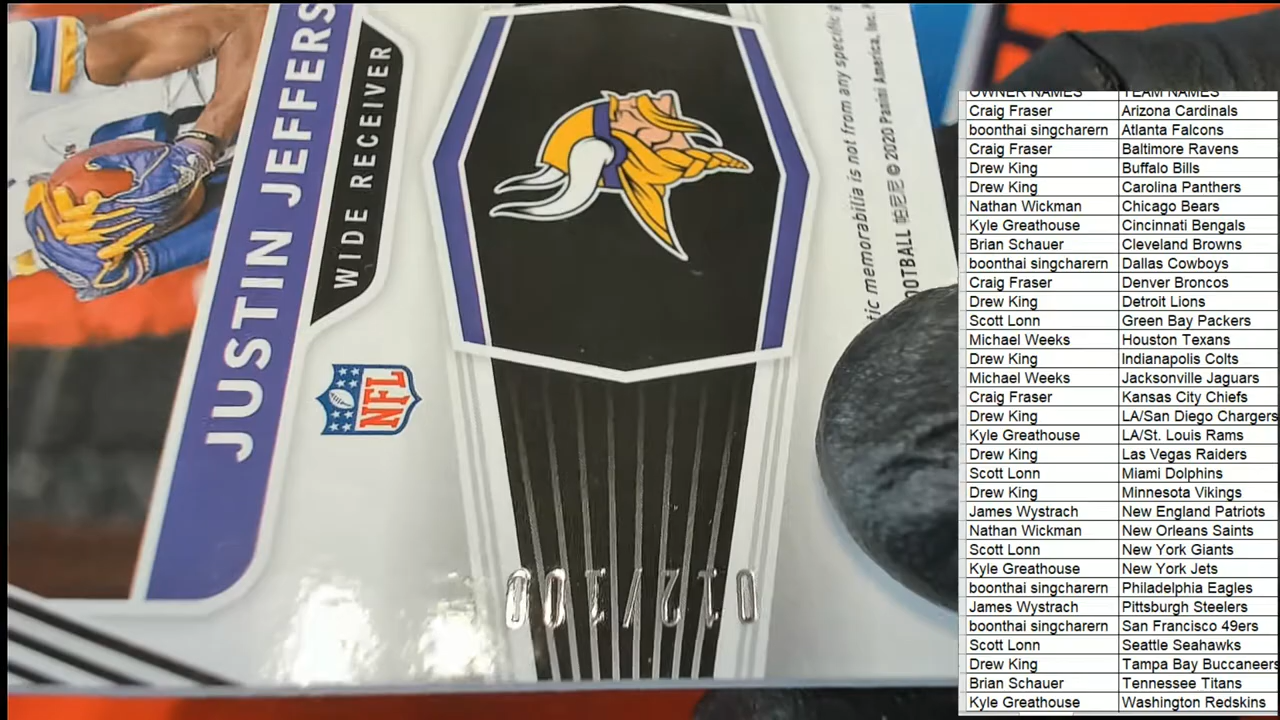 JUSTIN JEFFERS
WIDE RECEIVER
NFL
012/100
tic memorabilia is not from any specific
OOTBALL 帕尼尼 © 2020 Panini America, Inc.
OWNER NAMES TEAM NAMES
Craig Fraser Arizona Cardinals
boonthai singcharern Atlanta Falcons
Craig Fraser Baltimore Ravens
Drew King Buffalo Bills
Drew King Carolina Panthers
Nathan Wickman Chicago Bears
Kyle Greathouse Cincinnati Bengals
Brian Schauer Cleveland Browns
boonthai singcharern Dallas Cowboys
Craig Fraser Denver Broncos
Drew King Detroit Lions
Scott Lonn Green Bay Packers
Michael Weeks Houston Texans
Drew King Indianapolis Colts
Michael Weeks Jacksonville Jaguars
Craig Fraser Kansas City Chiefs
Drew King LA/San Diego Chargers
Kyle Greathouse LA/St. Louis Rams
Drew King Las Vegas Raiders
Scott Lonn Miami Dolphins
Drew King Minnesota Vikings
James Wystrach New England Patriots
Nathan Wickman New Orleans Saints
Scott Lonn New York Giants
Kyle Greathouse New York Jets
boonthai singcharern Philadelphia Eagles
James Wystrach Pittsburgh Steelers
boonthai singcharern San Francisco 49ers
Scott Lonn Seattle Seahawks
Drew King Tampa Bay Buccaneers
Brian Schauer Tennessee Titans
Kyle Greathouse Washington Redskins